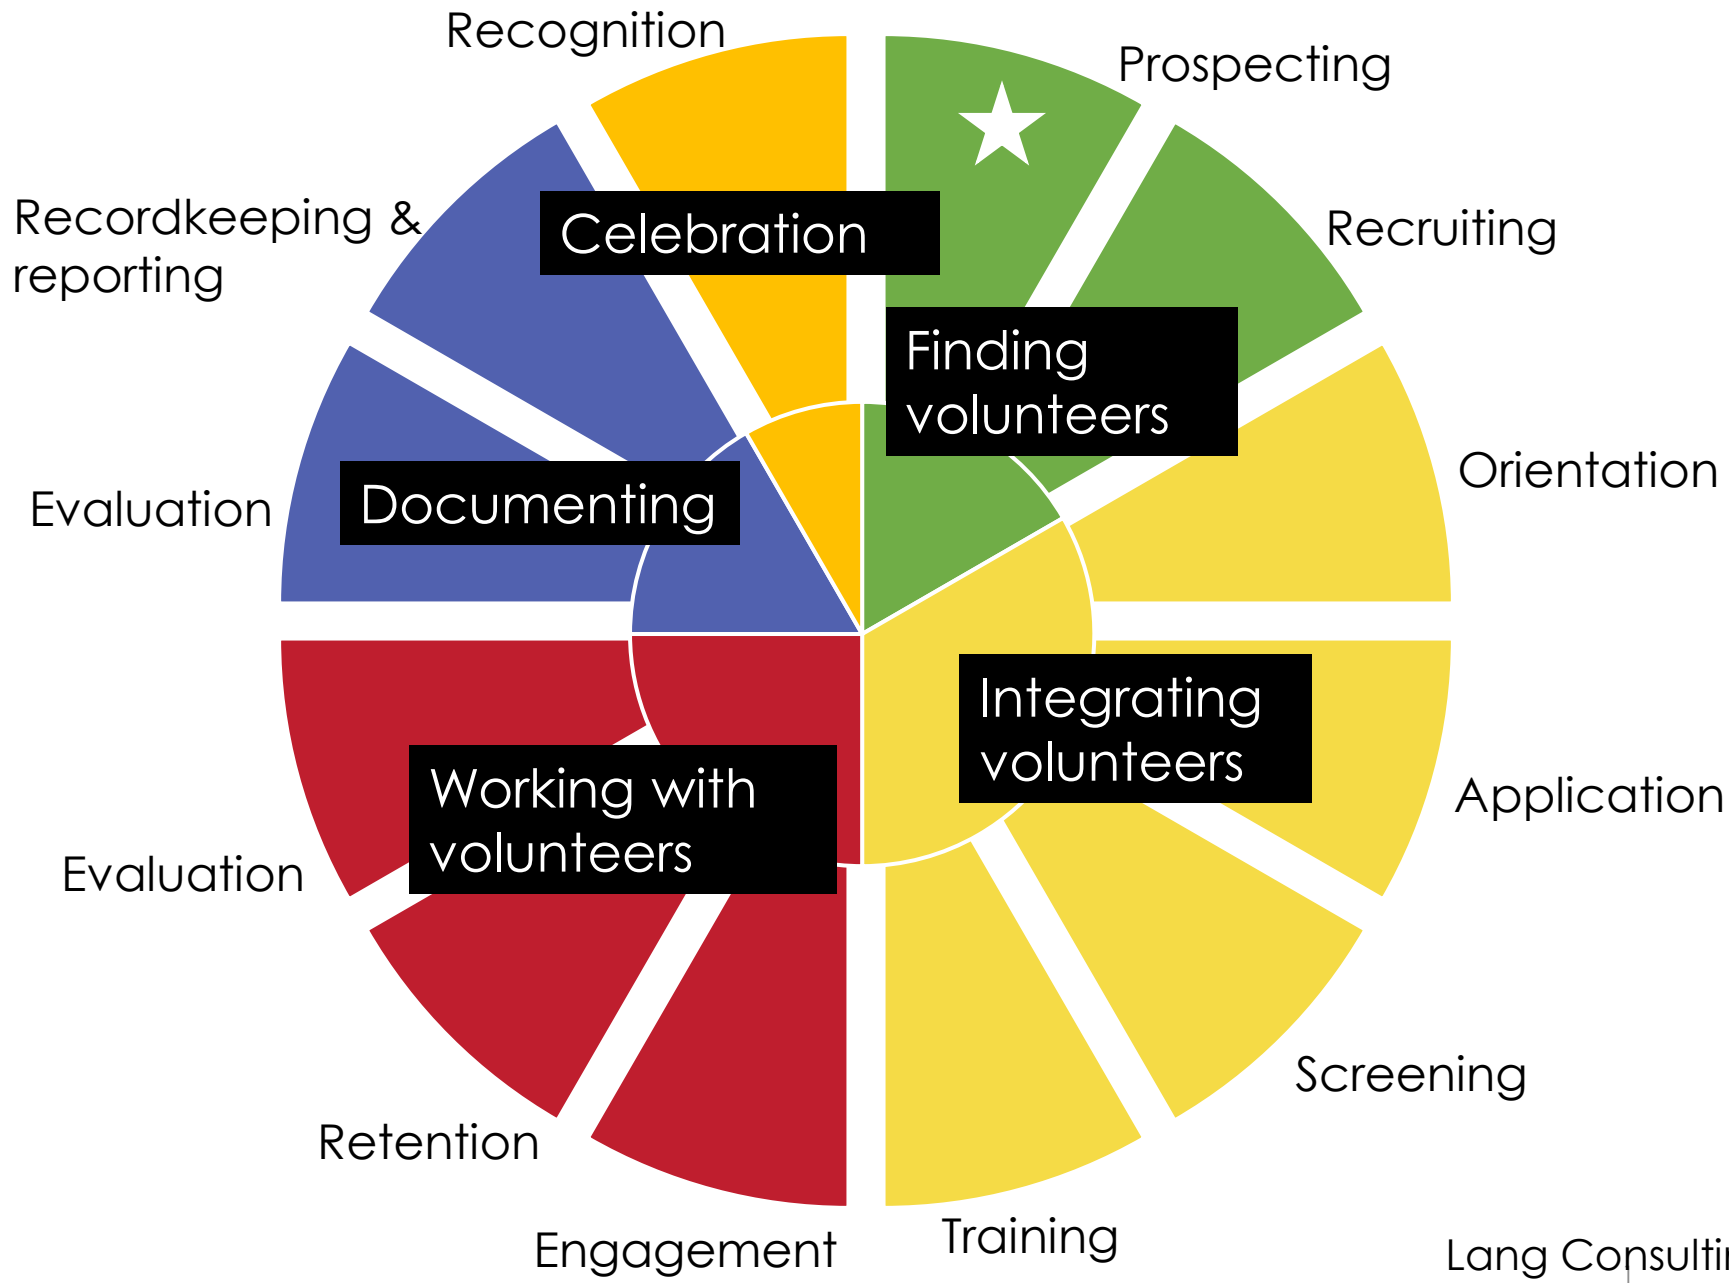 Recognition
Prospecting
Recordkeeping &
reporting
Celebration
Recruiting
Finding
volunteers
Evaluation
Documenting
Orientation
Integrating
volunteers
Working with
volunteers
Application
Evaluation
Screening
Retention
Engagement
Training
Lang